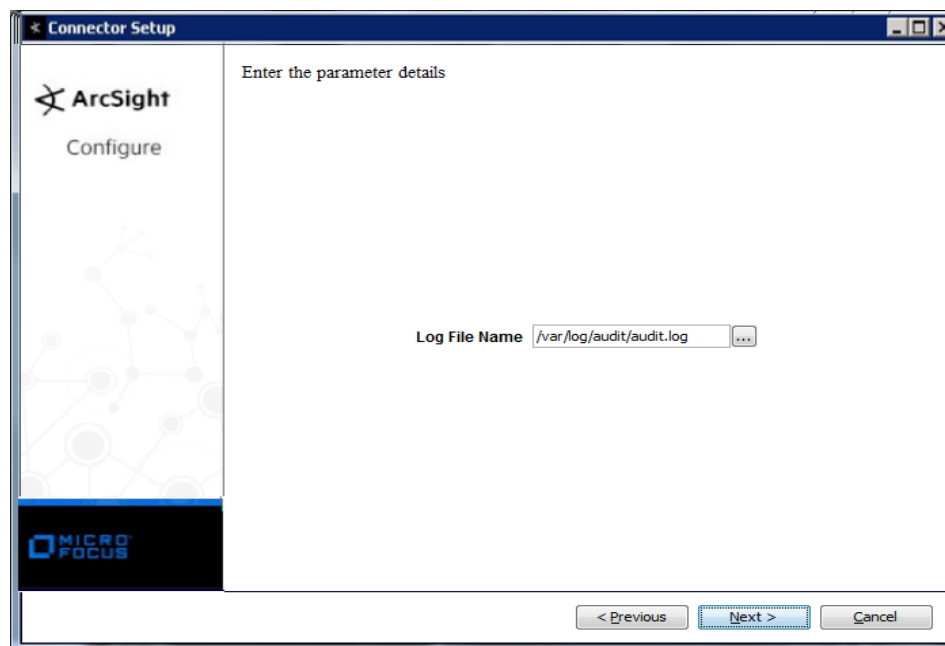 Connector Setup
Enter the parameter details
ArcSight
Configure
Log File Name /var/log/audit/audit.log ...
MICRO
FOCUS
< Previous Next > Cancel